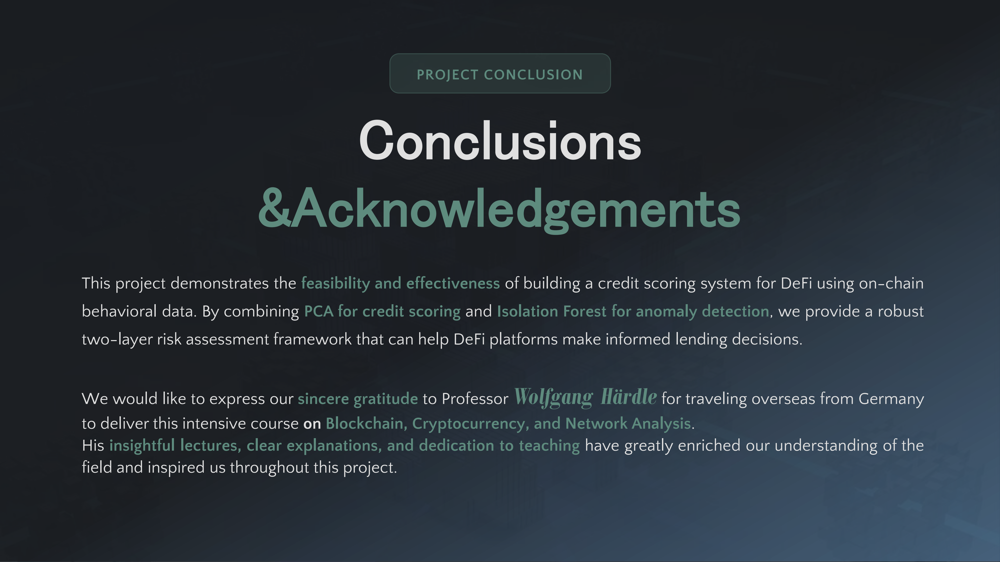 PROJECT CONCLUSION
Conclusions
&Acknowledgements
This project demonstrates the feasibility and effectiveness of building a credit scoring system for DeFi using on-chain
behavioral data. By combining PCA for credit scoring and Isolation Forest for anomaly detection, we provide a robust
two-layer risk assessment framework that can help DeFi platforms make informed lending decisions.
We would like to express our sincere gratitude to Professor Wolfgang Härdle for traveling overseas from Germany
to deliver this intensive course on Blockchain, Cryptocurrency, and Network Analysis.
His insightful lectures, clear explanations, and dedication to teaching have greatly enriched our understanding of the
field and inspired us throughout this project.